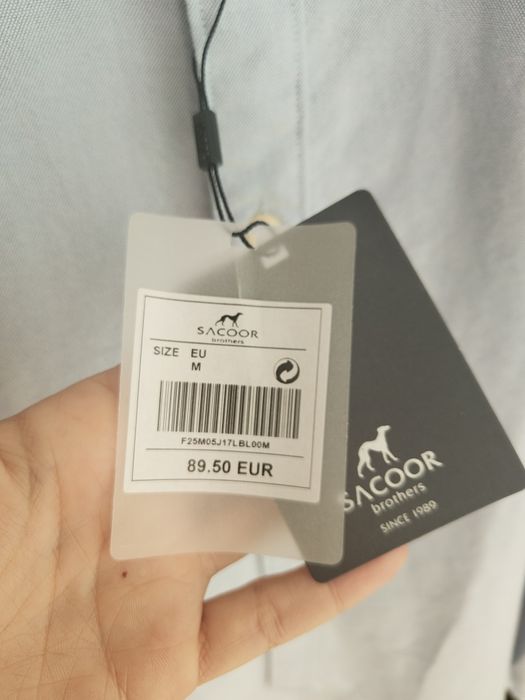 SACOOR
brothers
SIZE EU
M
F25M05J17LBL00M
89.50 EUR
SACOOR
brothers
SINCE 1989